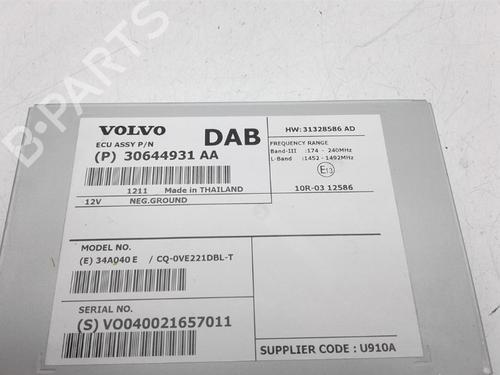 VOLVO
DAB
ECU ASSY P/N
(P) 30644931 AA
1211 Made in THAILAND
12V NEG.GROUND
HW: 31328586 AD
FREQUENCY RANGE
Band-III : 174 - 240MHz
L-Band : 1452 - 1492MHz
E13
10R-03 12586
MODEL NO.
(E) 34A040 E / CQ-0VE221DBL-T
SERIAL NO.
(S) VO040021657011
SUPPLIER CODE : U910A
B-PARTS